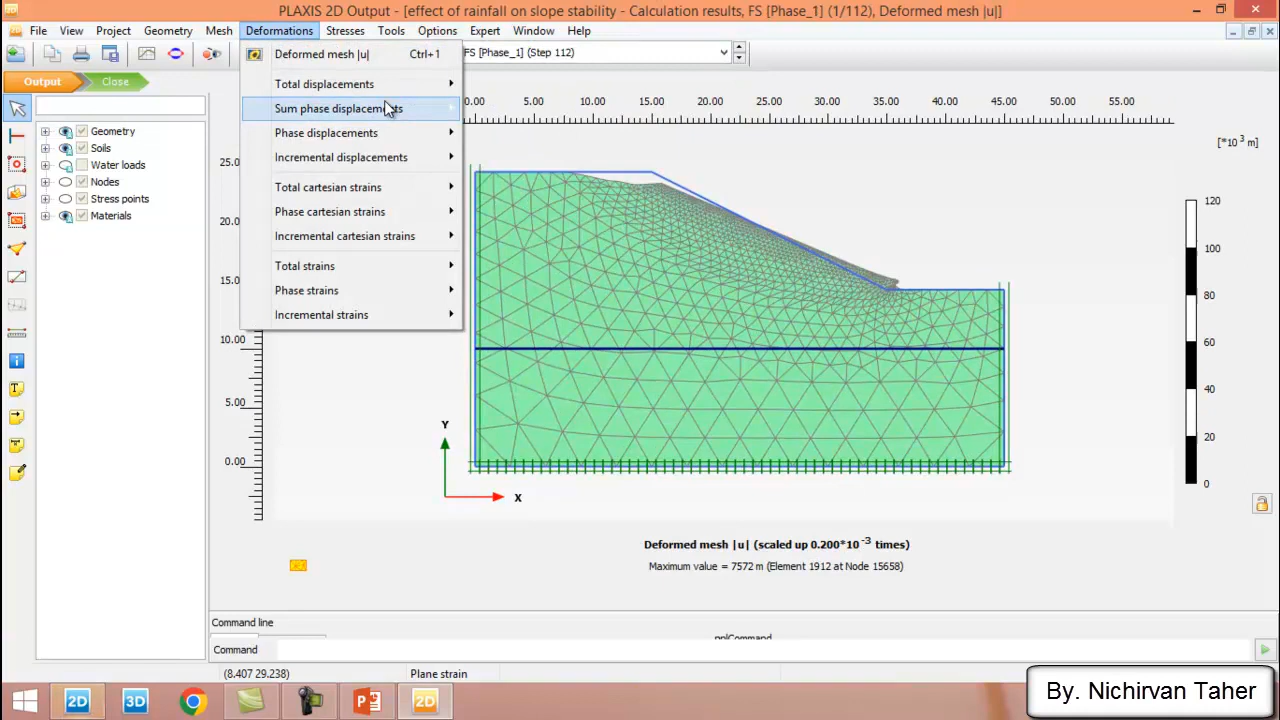 PLAXIS 2D Output - [effect of rainfall on slope stability - Calculation results, FS [Phase_1] (1/112), Deformed mesh |u|]
File View Project Geometry Mesh Deformations Stresses Tools Options Expert Window Help
Deformed mesh |u| Ctrl+1
FS [Phase_1] (Step 112)
Output Close
Total displacements
Sum phase displacements
Phase displacements
Incremental displacements
Total cartesian strains
Phase cartesian strains
Incremental cartesian strains
Total strains
Phase strains
Incremental strains
Geometry
Soils
Water loads
Nodes
Stress points
Materials
0.00 5.00 10.00 15.00 20.00 25.00 30.00 35.00 40.00 45.00 50.00 55.00
[*10 3 m]
25.0
20.0
15.0
10.00
5.00
0.00
120
100
80
60
40
20
0
Y
X
Deformed mesh |u| (scaled up 0.200*10 -3 times)
Maximum value = 7572 m (Element 1912 at Node 15658)
Command line
Command
(8.407 29.238) Plane strain
2D 3D 2D
By. Nichirvan Taher